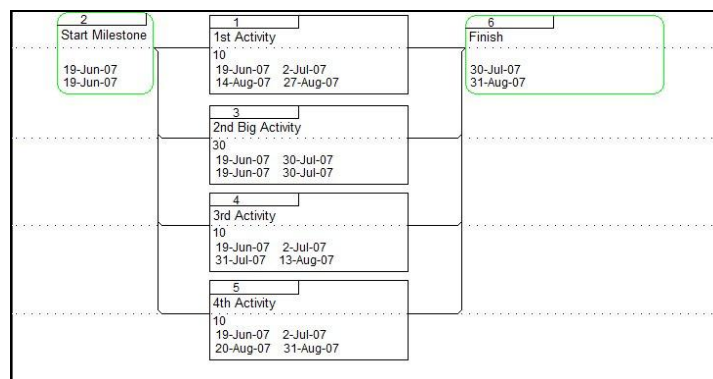 2
Start Milestone
19-Jun-07
19-Jun-07
1
1st Activity
10
19-Jun-07 2-Jul-07
14-Aug-07 27-Aug-07
3
2nd Big Activity
30
19-Jun-07 30-Jul-07
19-Jun-07 30-Jul-07
4
3rd Activity
10
19-Jun-07 2-Jul-07
31-Jul-07 13-Aug-07
5
4th Activity
10
19-Jun-07 2-Jul-07
20-Aug-07 31-Aug-07
6
Finish
30-Jul-07
31-Aug-07